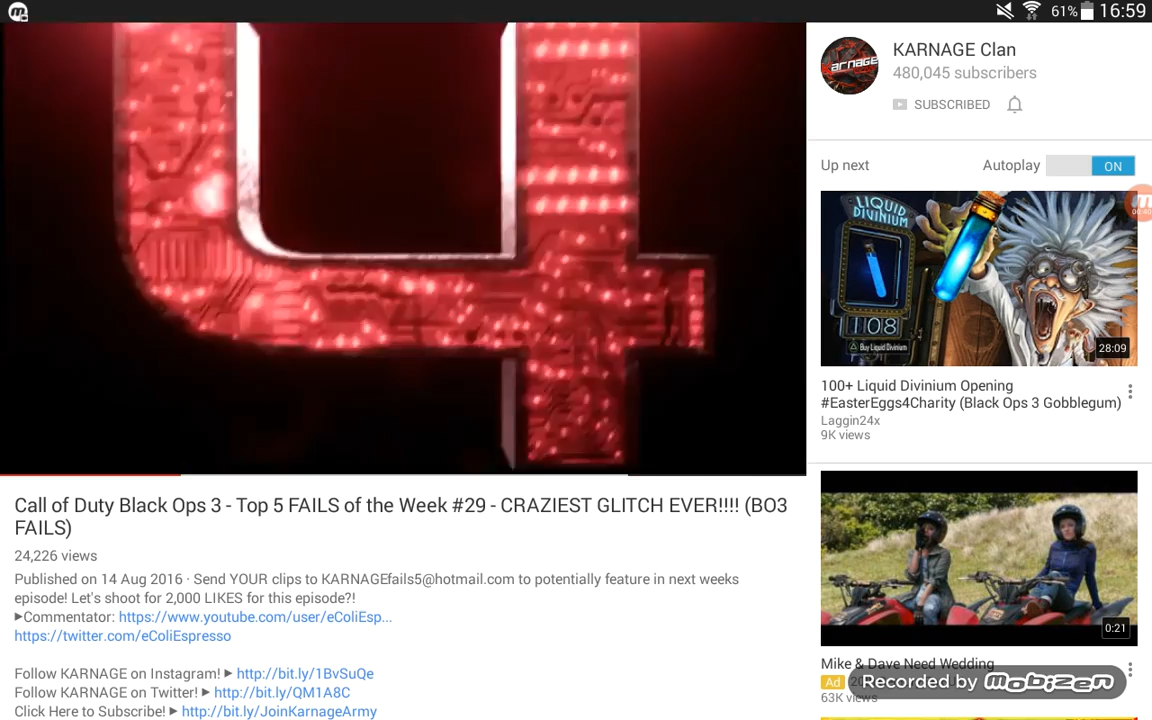 61% 16:59
4
Call of Duty Black Ops 3 - Top 5 FAILS of the Week #29 - CRAZIEST GLITCH EVER!!!! (BO3
FAILS)
24,226 views
Published on 14 Aug 2016 · Send YOUR clips to KARNAGEfails5@hotmail.com to potentially feature in next weeks
episode! Let's shoot for 2,000 LIKES for this episode?!
►Commentator: https://www.youtube.com/user/eColiEsp...
https://twitter.com/eColiEspresso
Follow KARNAGE on Instagram! ► http://bit.ly/1BvSuQe
Follow KARNAGE on Twitter! ► http://bit.ly/QM1A8C
Click Here to Subscribe! ► http://bit.ly/JoinKarnageArmy
KARNAGE Clan
480,045 subscribers
SUBSCRIBED
Up next Autoplay ON
LIQUID
DIVINIUM
108
Buy Liquid Divinium
28:09
100+ Liquid Divinium Opening
#EasterEggs4Charity (Black Ops 3 Gobblegum)
Laggin24x
9K views
0:21
Mike & Dave Need Wedding
Ad
63K views
Recorded by mobizen